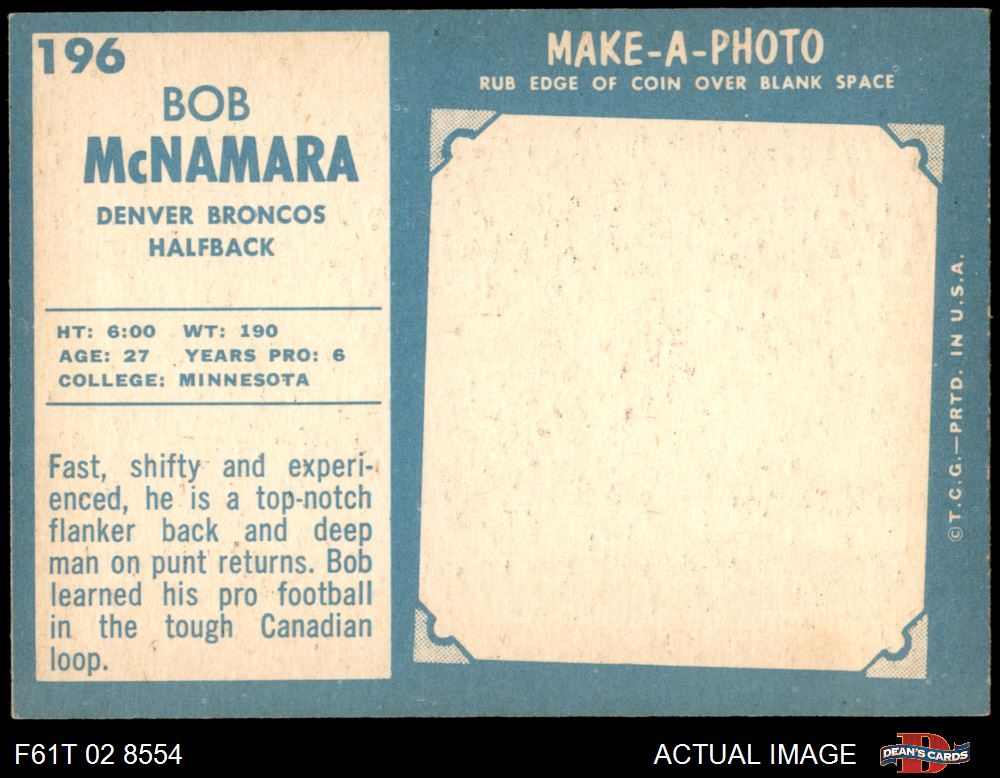 196
BOB
McNAMARA
DENVER BRONCOS
HALFBACK
HT: 6:00 WT: 190
AGE: 27 YEARS PRO: 6
COLLEGE: MINNESOTA
Fast, shifty and experi-
enced, he is a top-notch
flanker back and deep
man on punt returns. Bob
learned his pro football
in the tough Canadian
loop.
MAKE-A-PHOTO
RUB EDGE OF COIN OVER BLANK SPACE
©T.C.G.—PRTD. IN U.S.A.
F61T 02 8554
ACTUAL IMAGE
D
DEAN'S CARDS